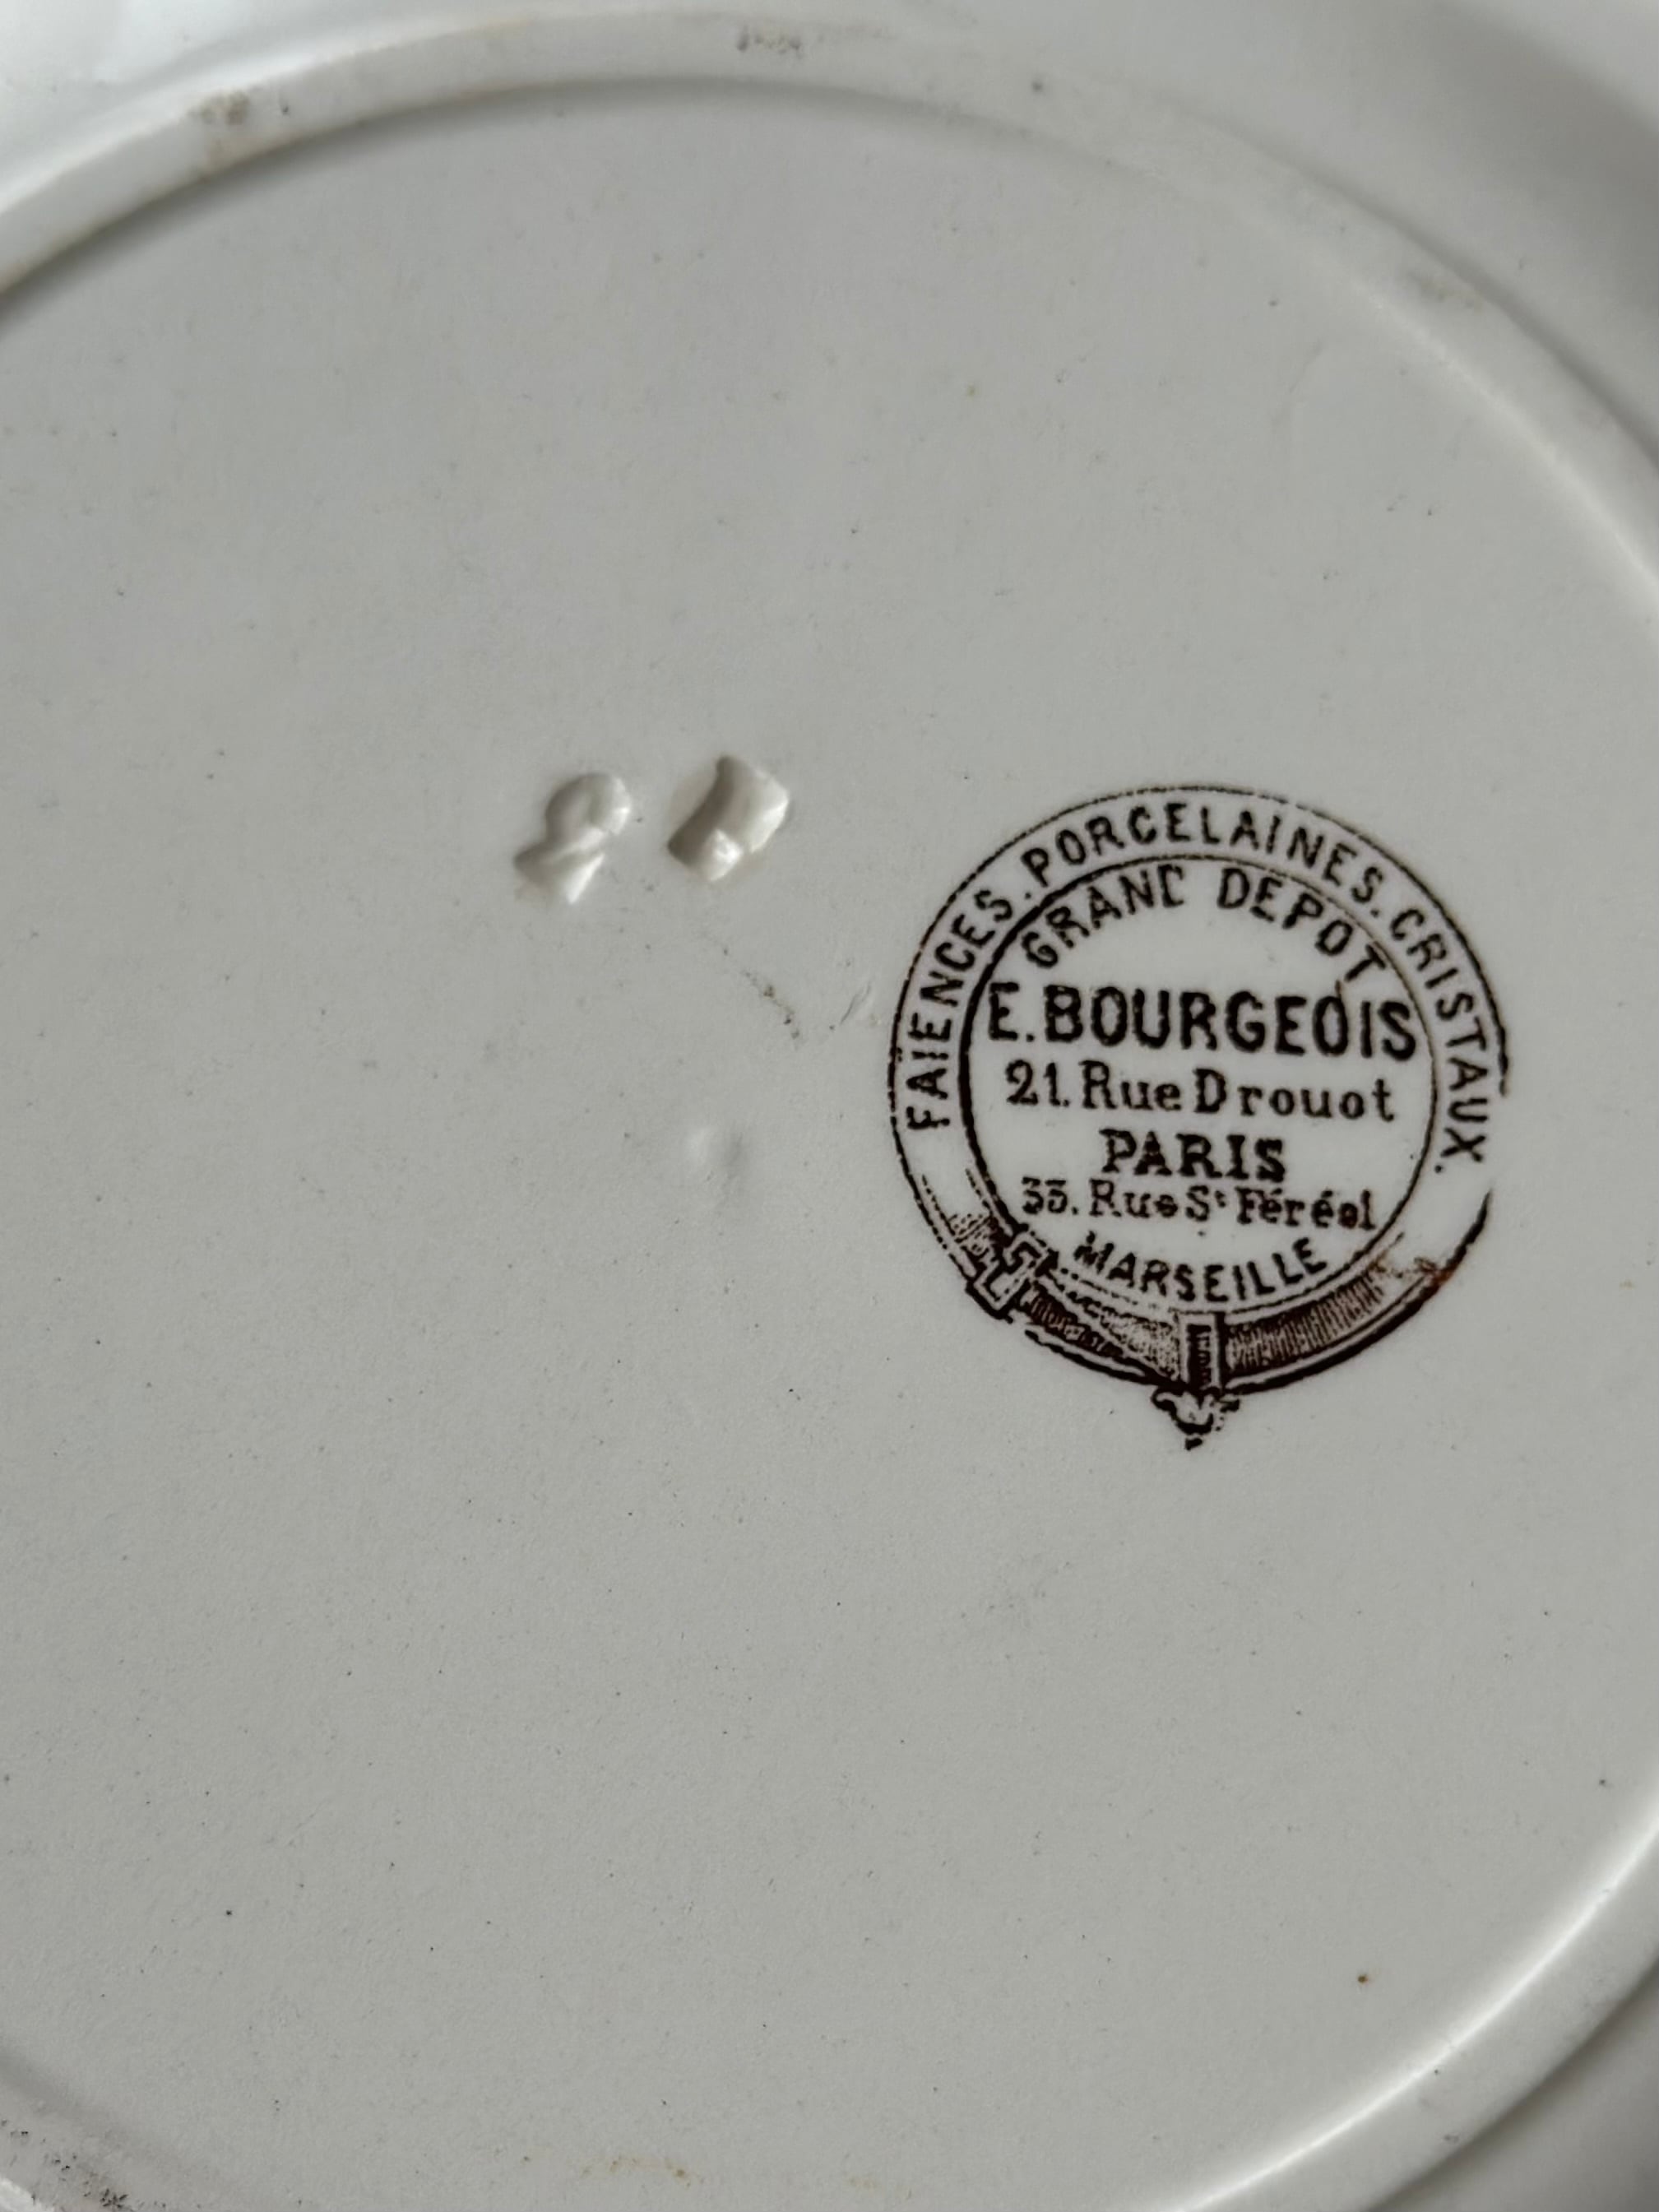 FAIENCES. PORCELAINES. CRISTAUX.
GRAND DEPOT
E. BOURGEOIS
21. Rue Drouot
PARIS
33. Rue St Féréol
MARSEILLE